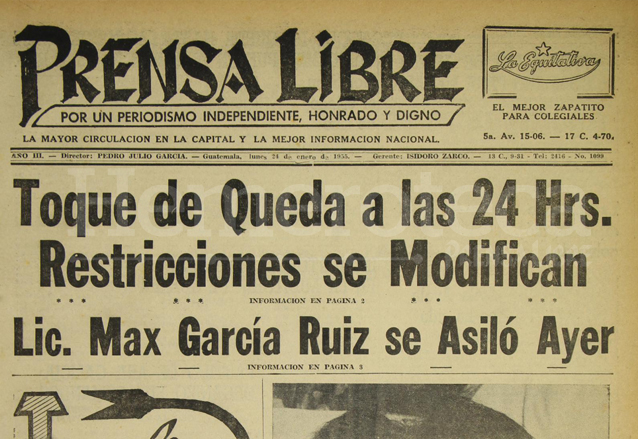 PRENSA LIBRE
POR UN PERIODISMO INDEPENDIENTE, HONRADO Y DIGNO
LA MAYOR CIRCULACION EN LA CAPITAL Y LA MEJOR INFORMACION NACIONAL.
La Equitativa
EL MEJOR ZAPATITO
PARA COLEGIALES
5a. Av. 15-06. — 17 C. 4-70.
AÑO III. — Director: PEDRO JULIO GARCIA. — Guatemala, lunes 24 de enero de 1955. — Gerente: ISIDORO ZARCO. — 13 C., 9-31 - Tel: 2416 - No. 1099
Toque de Queda a las 24 Hrs.
Restricciones se Modifican
INFORMACION EN PAGINA 2
Lic. Max García Ruiz se Asiló Ayer
INFORMACION EN PAGINA 3